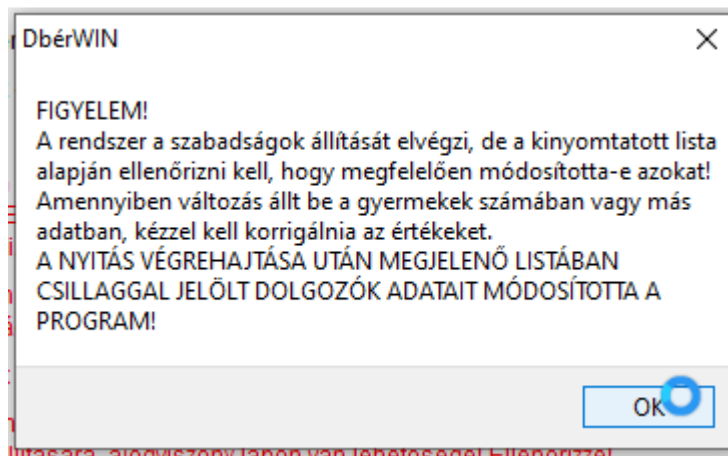 DbérWIN
FIGYELEM!
A rendszer a szabadságok állítását elvégzi, de a kinyomtatott lista
alapján ellenőrizni kell, hogy megfelelően módosította-e azokat!
Amennyiben változás állt be a gyermekek számában vagy más
adatban, kézzel kell korrigálnia az értékeket.
A NYITÁS VÉGREHAJTÁSA UTÁN MEGJELENŐ LISTÁBAN
CSILLAGGAL JELÖLT DOLGOZÓK ADATAIT MÓDOSÍTOTTA A
PROGRAM!
OK